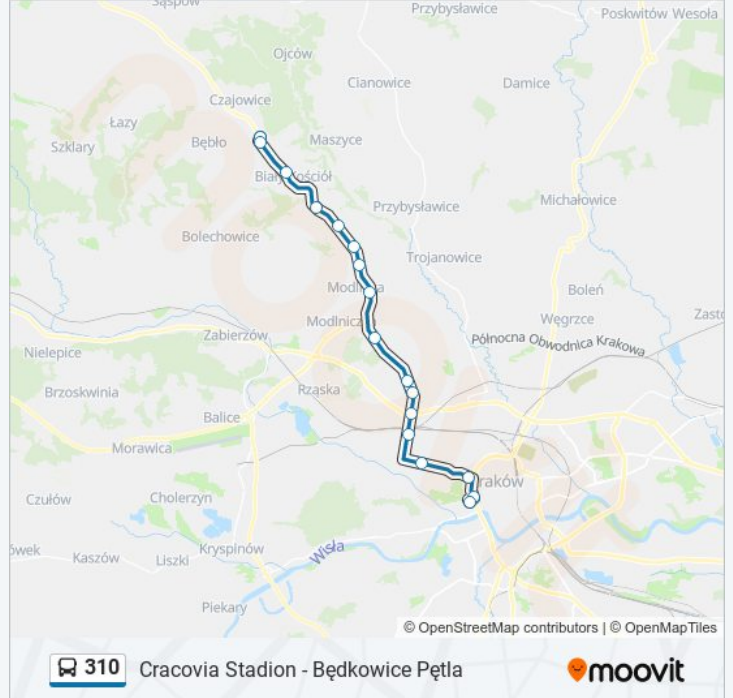 Sąspów
Przybysławice
Poskwitów Wesoła
Ojców
Cianowice
Damice
Czajowice
Łazy
Szklary
Bębło
Maszyce
Biały Kościół
Przybysławice
Michałowice
Bolechowice
Trojanowice
Modlnica
Boleń
Modlniczka
Węgrzce
Zasto
Zabierzów
Północna Obwodnica Krakowa
Nielepice
Rząska
Brzoskwinia
Balice
Morawica
Kraków
Czułów
Cholerzyn
ówek
Kaszów
Liszki
Kryspinów
Wisła
Piekary
© OpenStreetMap contributors | © OpenMapTiles
310 Cracovia Stadion - Będkowice Pętla
moovit